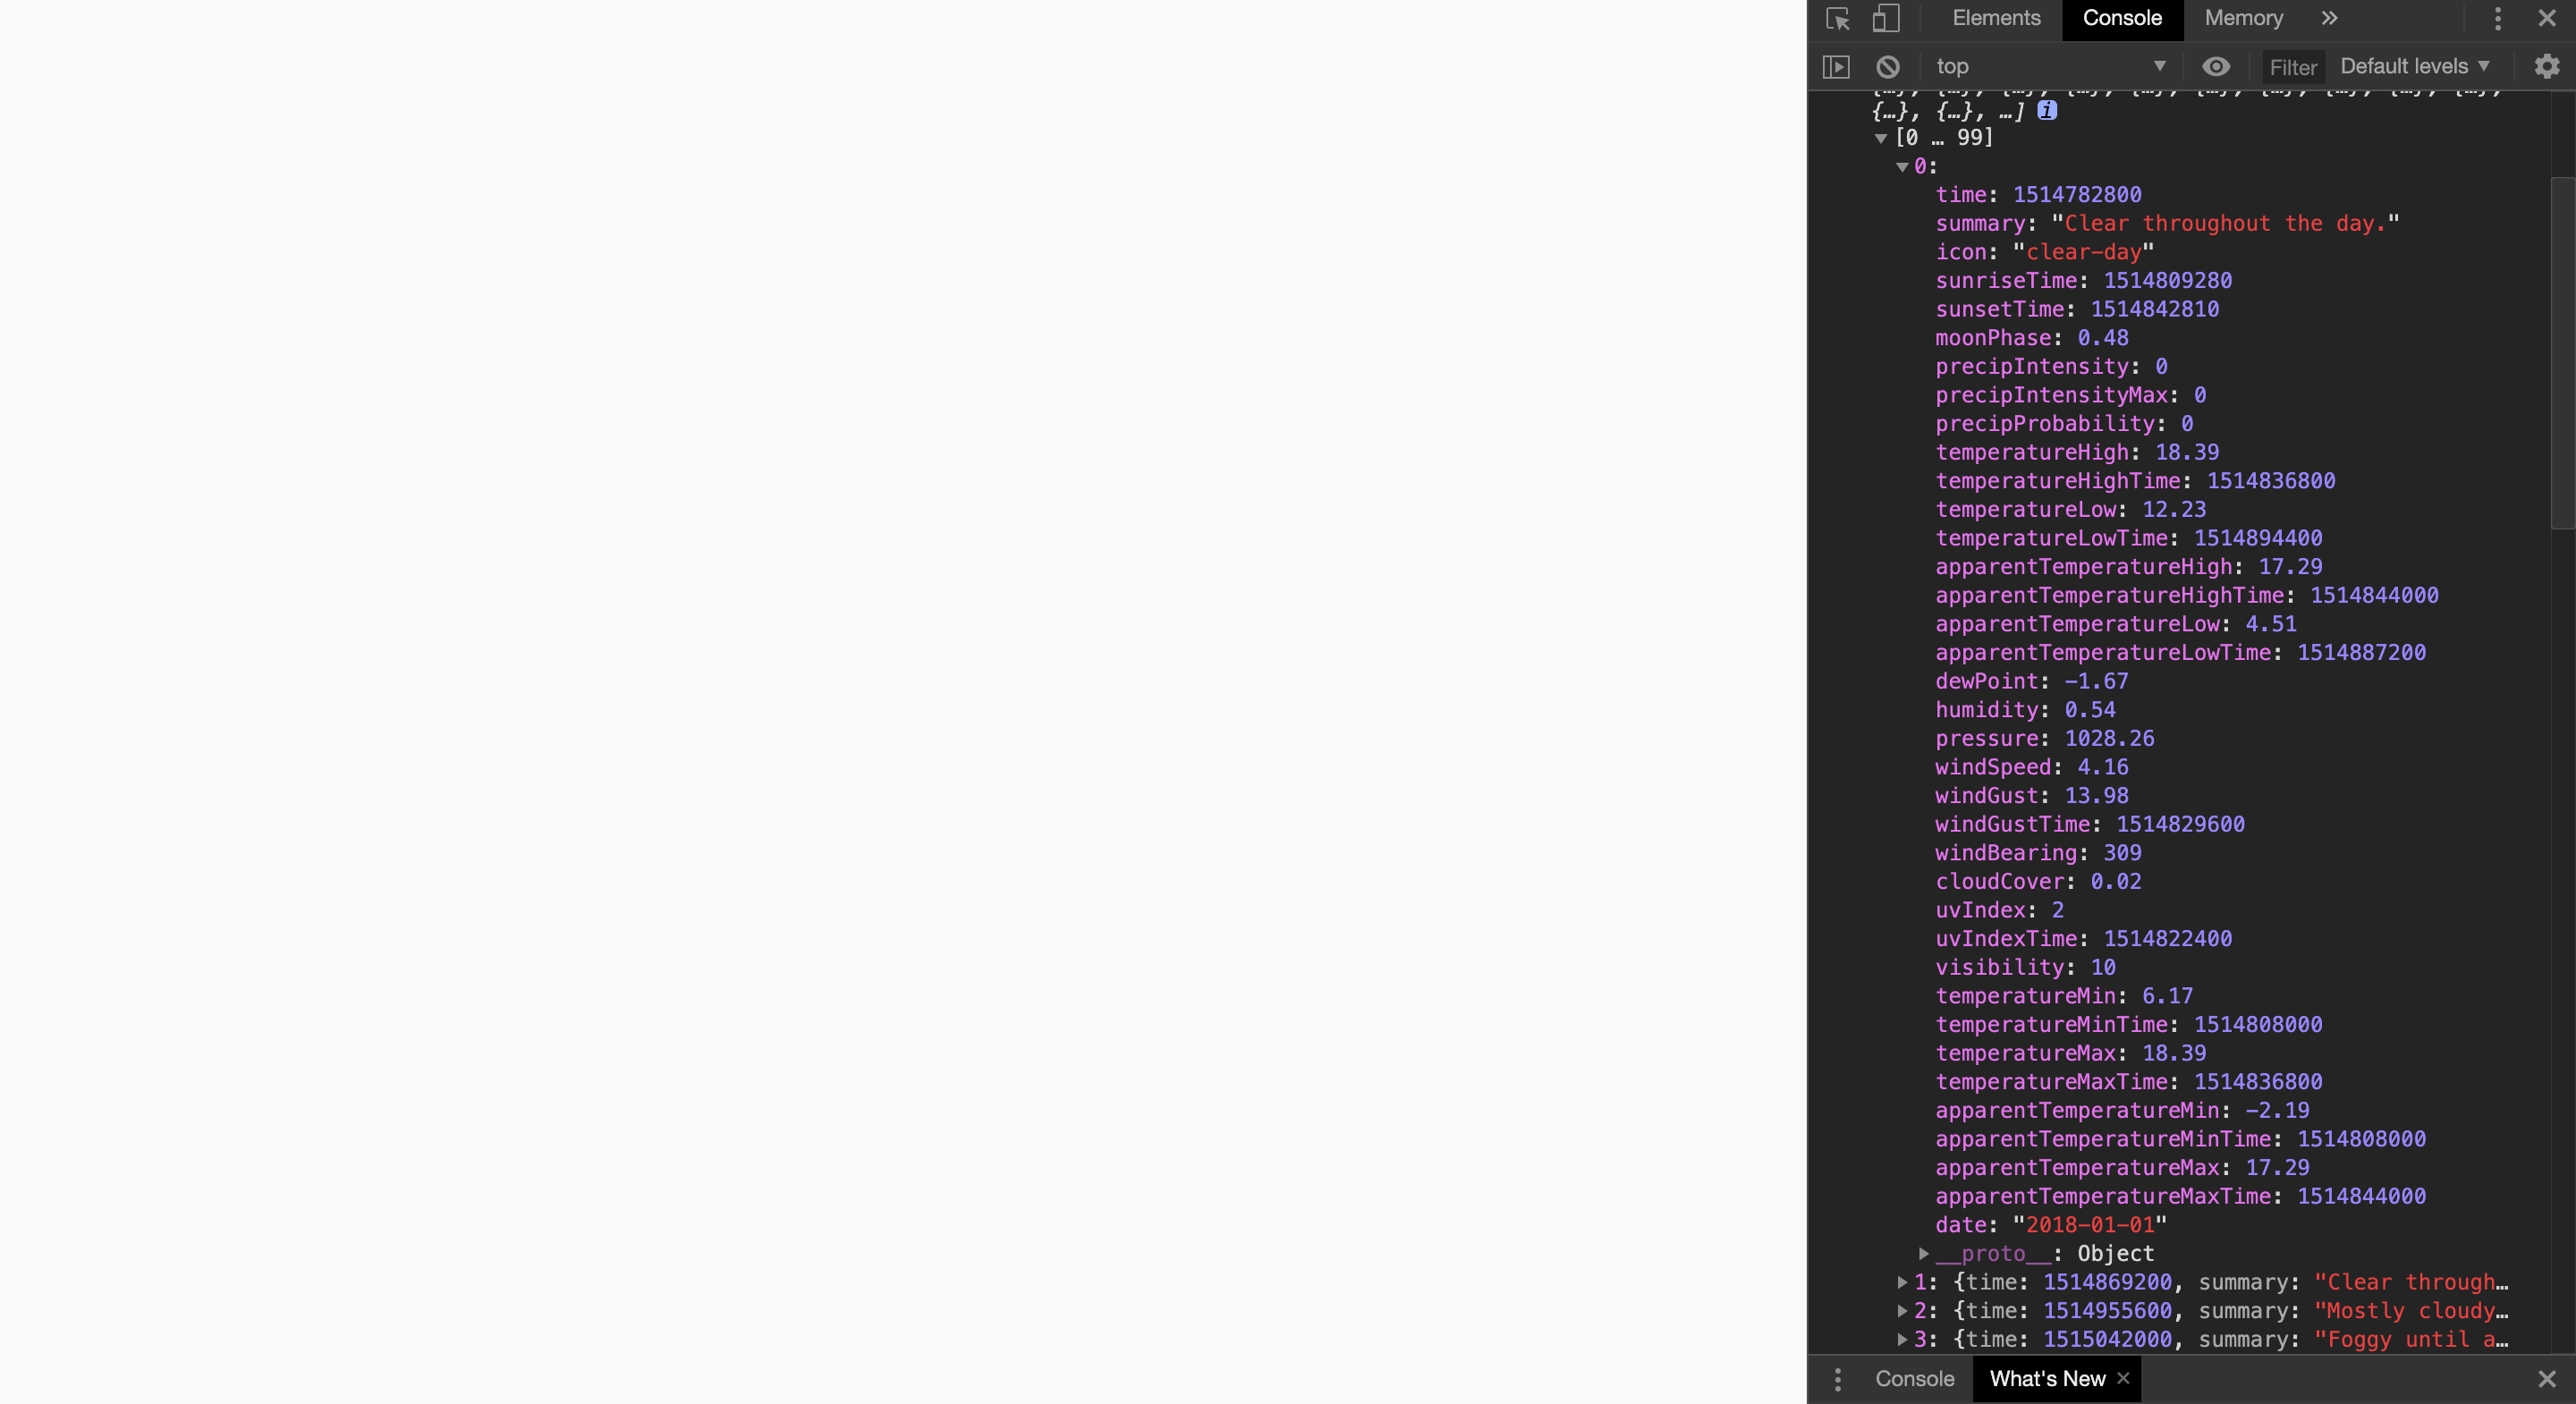 Elements Console Memory »
top ▼ Filter Default levels ▼
{…}, {…}, {…}, {…}, {…}, {…}, {…}, {…}, {…}, {…},
{…}, {…}, …] i
▼[0 … 99]
▼0:
time: 1514782800
summary: "Clear throughout the day."
icon: "clear-day"
sunriseTime: 1514809280
sunsetTime: 1514842810
moonPhase: 0.48
precipIntensity: 0
precipIntensityMax: 0
precipProbability: 0
temperatureHigh: 18.39
temperatureHighTime: 1514836800
temperatureLow: 12.23
temperatureLowTime: 1514894400
apparentTemperatureHigh: 17.29
apparentTemperatureHighTime: 1514844000
apparentTemperatureLow: 4.51
apparentTemperatureLowTime: 1514887200
dewPoint: -1.67
humidity: 0.54
pressure: 1028.26
windSpeed: 4.16
windGust: 13.98
windGustTime: 1514829600
windBearing: 309
cloudCover: 0.02
uvIndex: 2
uvIndexTime: 1514822400
visibility: 10
temperatureMin: 6.17
temperatureMinTime: 1514808000
temperatureMax: 18.39
temperatureMaxTime: 1514836800
apparentTemperatureMin: -2.19
apparentTemperatureMinTime: 1514808000
apparentTemperatureMax: 17.29
apparentTemperatureMaxTime: 1514844000
date: "2018-01-01"
▶__proto__: Object
▶1: {time: 1514869200, summary: "Clear through…
▶2: {time: 1514955600, summary: "Mostly cloudy…
▶3: {time: 1515042000, summary: "Foggy until a…
Console What's New ×